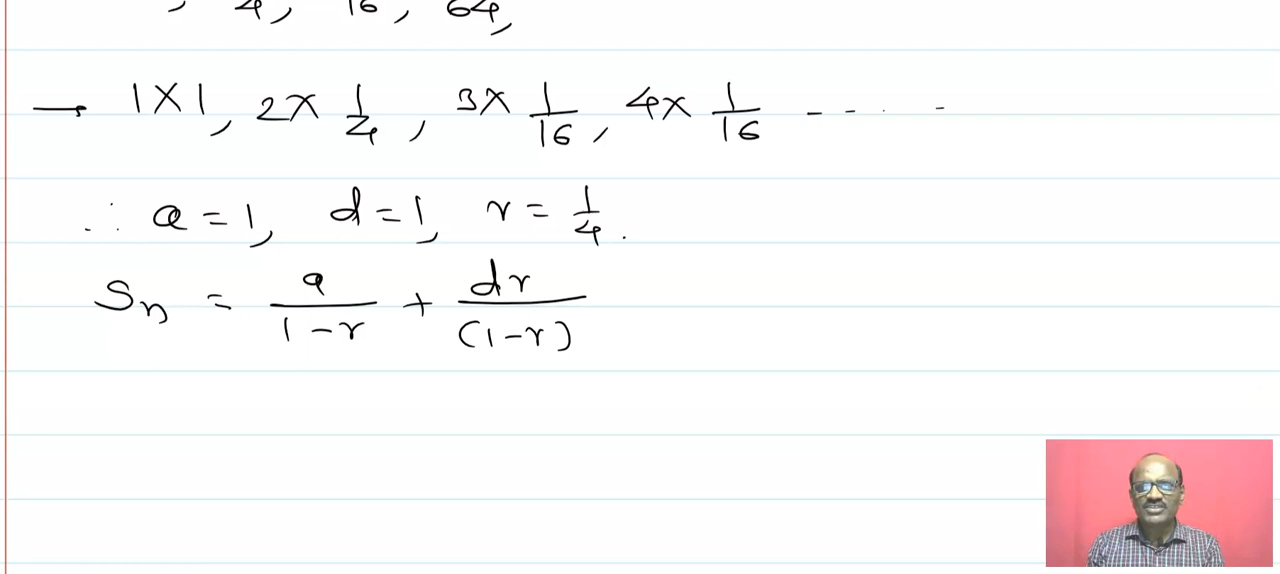 , 4, 16, 64,
→ 1×1, 2× 1/4, 3× 1/16, 4× 1/16 - - . . -
∴ a=1, d=1, r= 1/4.
Sn = a/(1-r) + dr/(1-r)